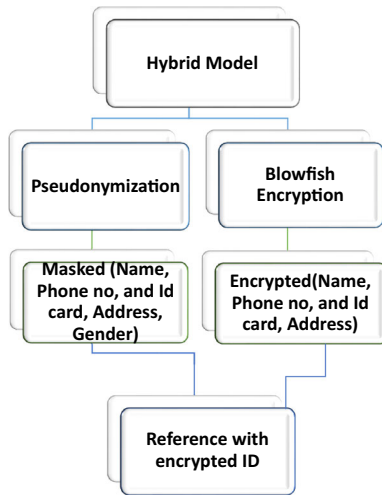 Hybrid Model
Pseudonymization
Blowfish
Encryption
Masked (Name,
Phone no, and Id
card, Address,
Gender)
Encrypted(Name,
Phone no, and Id
card, Address)
Reference with
encrypted ID